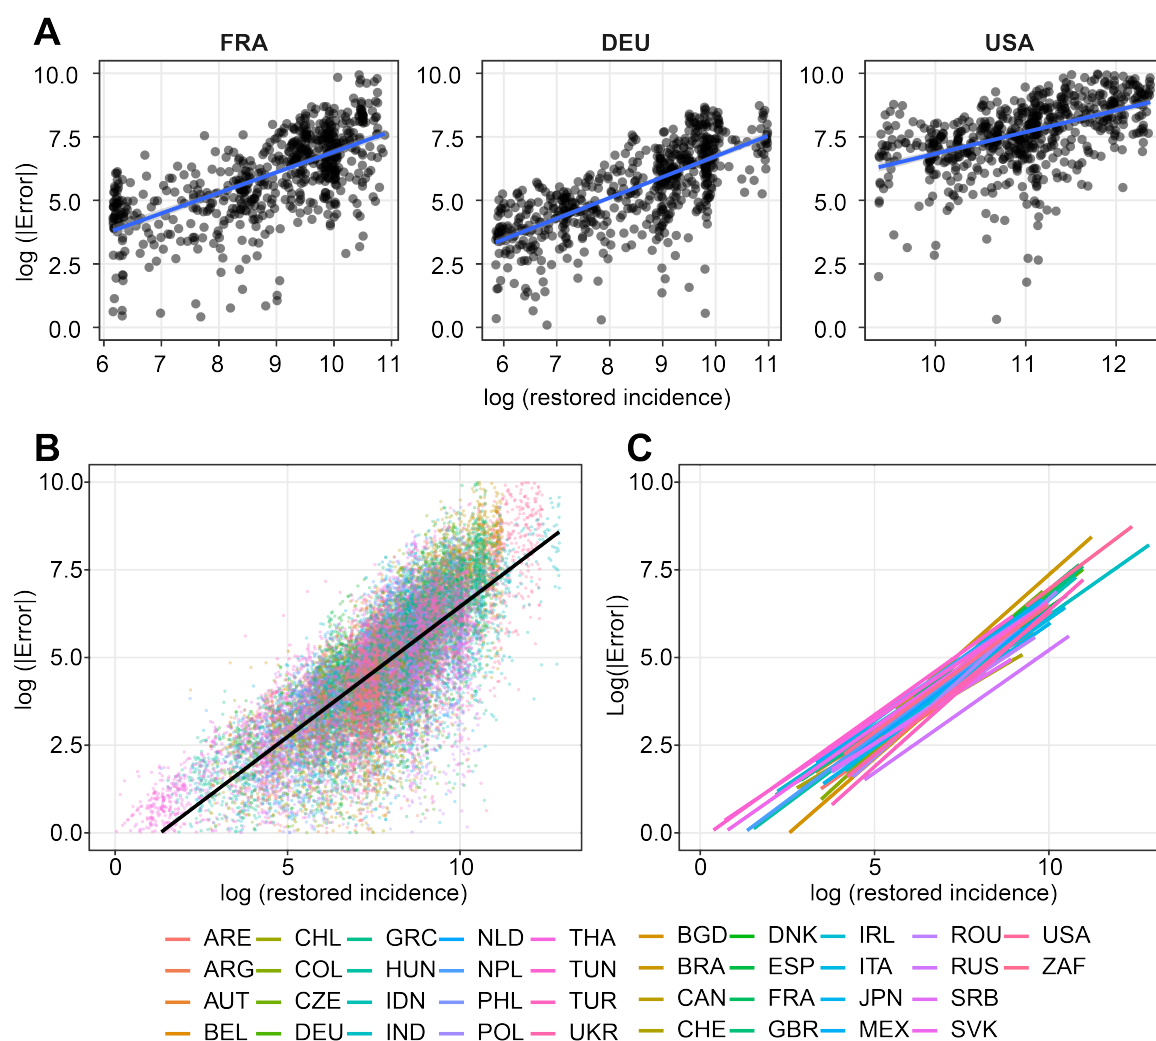 A
FRA DEU USA
10.0 10.0 10.0
7.5 7.5 7.5
5.0 5.0 5.0
2.5 2.5 2.5
0.0 0.0 0.0
log (|Error|)
6 7 8 9 10 11 6 7 8 9 10 11 10 11 12
log (restored incidence)
B C
10.0 10.0
7.5 7.5
5.0 5.0
2.5 2.5
0.0 0.0
log (|Error|) Log(|Error|)
0 5 10 0 5 10
log (restored incidence) log (restored incidence)
ARE CHL GRC NLD THA BGD DNK IRL ROU USA
ARG COL HUN NPL TUN BRA ESP ITA RUS ZAF
AUT CZE IDN PHL TUR CAN FRA JPN SRB
BEL DEU IND POL UKR CHE GBR MEX SVK